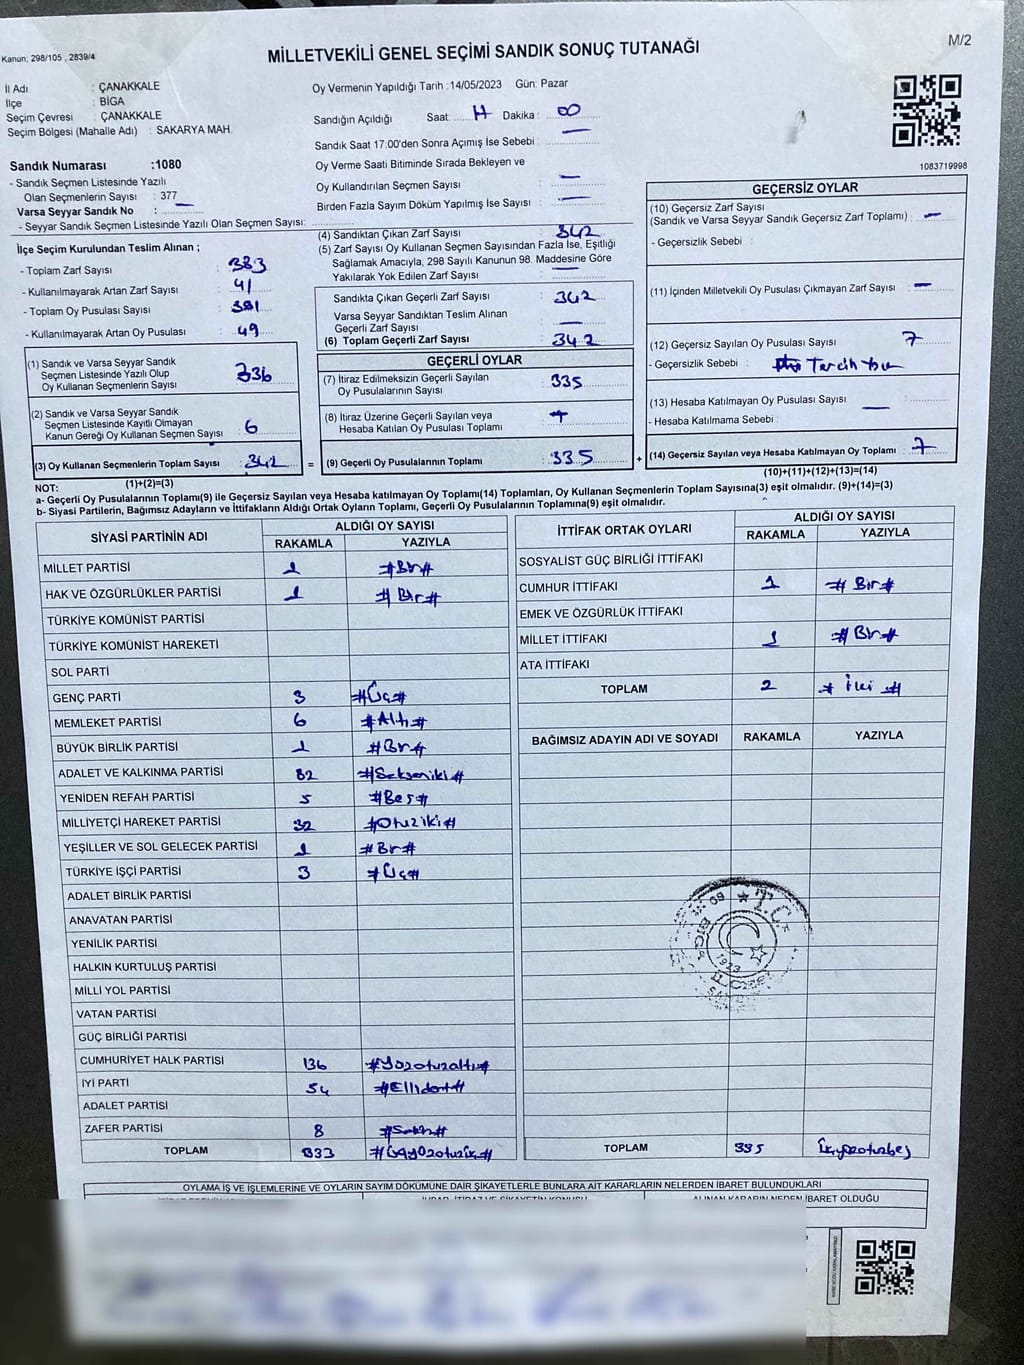 Kanun, 298/105 , 2839/4
MİLLETVEKİLİ GENEL SEÇİMİ SANDIK SONUÇ TUTANAĞI
M/2
İl Adı : ÇANAKKALE
İlçe : BİGA
Seçim Çevresi : ÇANAKKALE
Seçim Bölgesi (Mahalle Adı) : SAKARYA MAH.
Oy Vermenin Yapıldığı Tarih :14/05/2023 Gün: Pazar
Sandığın Açıldığı Saat: Dakika :
Sandık Saat 17.00'den Sonra Açımış İse Sebebi :
Oy Verme Saati Bitiminde Sırada Bekleyen ve
Oy Kullandırılan Seçmen Sayısı :
Birden Fazla Sayım Döküm Yapılmış İse Sayısı : —
1083719998
Sandık Numarası :1080
- Sandık Seçmen Listesinde Yazılı
Olan Seçmenlerin Sayısı : 377
Varsa Seyyar Sandık No : —
- Seyyar Sandık Seçmen Listesinde Yazılı Olan Seçmen Sayısı:
İlçe Seçim Kurulundan Teslim Alınan ;
- Toplam Zarf Sayısı : 383
- Kullanılmayarak Artan Zarf Sayısı : 41
- Toplam Oy Pusulası Sayısı : 391
- Kullanılmayarak Artan Oy Pusulası : 49
(1) Sandık ve Varsa Seyyar Sandık
Seçmen Listesinde Yazılı Olup
Oy Kullanan Seçmenlerin Sayısı : 336
(2) Sandık ve Varsa Seyyar Sandık
Seçmen Listesinde Kayıtlı Olmayan
Kanun Gereği Oy Kullanan Seçmen Sayısı : 6
(3) Oy Kullanan Seçmenlerin Toplam Sayısı : 342
(1)+(2)=(3)
(4) Sandıktan Çıkan Zarf Sayısı : 342
(5) Zarf Sayısı Oy Kullanan Seçmen Sayısından Fazla İse, Eşitliği
Sağlamak Amacıyla, 298 Sayılı Kanunun 98. Maddesine Göre
Yakılarak Yok Edilen Zarf Sayısı : —
Sandıkta Çıkan Geçerli Zarf Sayısı : 342
Varsa Seyyar Sandıktan Teslim Alınan
Geçerli Zarf Sayısı : —
(6) Toplam Geçerli Zarf Sayısı : 342
GEÇERLİ OYLAR
(7) İtiraz Edilmeksizin Geçerli Sayılan
Oy Pusulalarının Sayısı : 335
(8) İtiraz Üzerine Geçerli Sayılan veya
Hesaba Katılan Oy Pusulası Toplamı :
= (9) Geçerli Oy Pusulalarının Toplamı : 335
GEÇERSİZ OYLAR
(10) Geçersiz Zarf Sayısı
(Sandık ve Varsa Seyyar Sandık Geçersiz Zarf Toplamı) : —
- Geçersizlik Sebebi :
(11) İçinden Milletvekili Oy Pusulası Çıkmayan Zarf Sayısı : —
(12) Geçersiz Sayılan Oy Pusulası Sayısı : 7
- Geçersizlik Sebebi : Tercih
(13) Hesaba Katılmayan Oy Pusulası Sayısı : —
- Hesaba Katılmama Sebebi :
+ (14) Geçersiz Sayılan veya Hesaba Katılmayan Oy Toplamı : 7
(10)+(11)+(12)+(13)=(14)
NOT:
a- Geçerli Oy Pusulalarının Toplamı(9) ile Geçersiz Sayılan veya Hesaba katılmayan Oy Toplamı(14) Toplamları, Oy Kullanan Seçmenlerin Toplam Sayısına(3) eşit olmalıdır. (9)+(14)=(3)
b- Siyasi Partilerin, Bağımsız Adayların ve İttifakların Aldığı Ortak Oyların Toplamı, Geçerli Oy Pusulalarının Toplamına(9) eşit olmalıdır.
SİYASİ PARTİNİN ADI ALDIĞI OY SAYISI
RAKAMLA YAZIYLA
MİLLET PARTİSİ 1 #Bir#
HAK VE ÖZGÜRLÜKLER PARTİSİ 1 #Bir#
TÜRKİYE KOMÜNİST PARTİSİ
TÜRKİYE KOMÜNİST HAREKETİ
SOL PARTİ
GENÇ PARTİ 3 #Üç#
MEMLEKET PARTİSİ 6 #Altı#
BÜYÜK BİRLİK PARTİSİ 1 #Bir#
ADALET VE KALKINMA PARTİSİ 82 #Sekseniki#
YENİDEN REFAH PARTİSİ 5 #Beş#
MİLLİYETÇİ HAREKET PARTİSİ 32 #Otuziki#
YEŞİLLER VE SOL GELECEK PARTİSİ 1 #Bir#
TÜRKİYE İŞÇİ PARTİSİ 3 #Üç#
ADALET BİRLİK PARTİSİ
ANAVATAN PARTİSİ
YENİLİK PARTİSİ
HALKIN KURTULUŞ PARTİSİ
MİLLİ YOL PARTİSİ
VATAN PARTİSİ
GÜÇ BİRLİĞİ PARTİSİ
CUMHURİYET HALK PARTİSİ 136 #Yüzotuzaltı#
İYİ PARTİ 54 #Ellidört#
ADALET PARTİSİ
ZAFER PARTİSİ 8 #Sekiz#
TOPLAM 333 #Üçyüzotuzüç#
İTTİFAK ORTAK OYLARI ALDIĞI OY SAYISI
RAKAMLA YAZIYLA
SOSYALİST GÜÇ BİRLİĞİ İTTİFAKI
CUMHUR İTTİFAKI 1 #Bir#
EMEK VE ÖZGÜRLÜK İTTİFAKI
MİLLET İTTİFAKI 1 #Bir#
ATA İTTİFAKI
TOPLAM 2 # İki #
BAĞIMSIZ ADAYIN ADI VE SOYADI RAKAMLA YAZIYLA
T.C.
BİGA
1923
TOPLAM 335 Üçyüzotuzbeş
OYLAMA İŞ VE İŞLEMLERİNE VE OYLARIN SAYIM DÖKÜMÜNE DAİR ŞİKAYETLERLE BUNLARA AİT KARARLARIN NELERDEN İBARET BULUNDUKLARI
ALINAN KARARIN NEDEN İBARET OLDUĞU